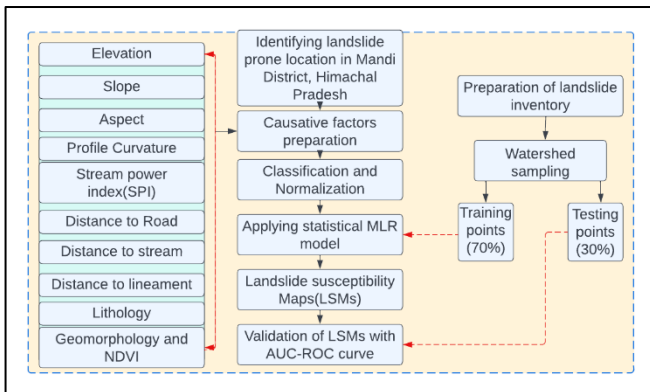 Elevation
Slope
Aspect
Profile Curvature
Stream power
index(SPI)
Distance to Road
Distance to stream
Distance to lineament
Lithology
Geomorphology and
NDVI
Identifying landslide
prone location in Mandi
District, Himachal
Pradesh
Causative factors
preparation
Classification and
Normalization
Applying statistical MLR
model
Landslide susceptibility
Maps(LSMs)
Validation of LSMs with
AUC-ROC curve
Preparation of landslide
inventory
Watershed
sampling
Training
points
(70%)
Testing
points
(30%)